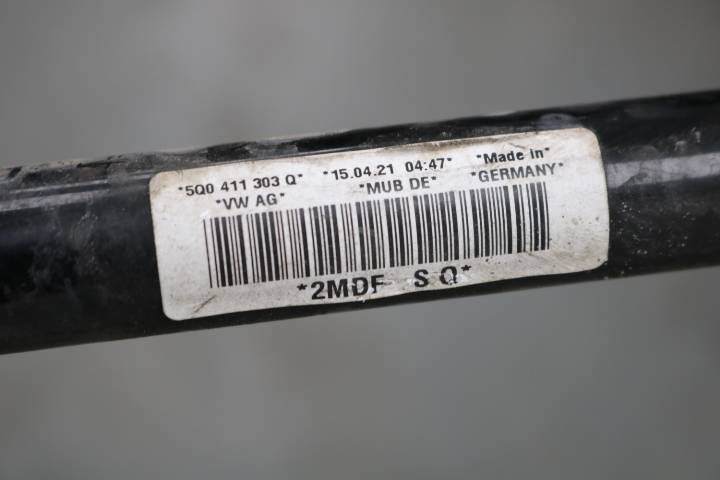 *5Q0 411 303 Q* *15.04.21 04:47* *Made in*
*VW AG* *MUB DE* *GERMANY*
*2MDF S Q*